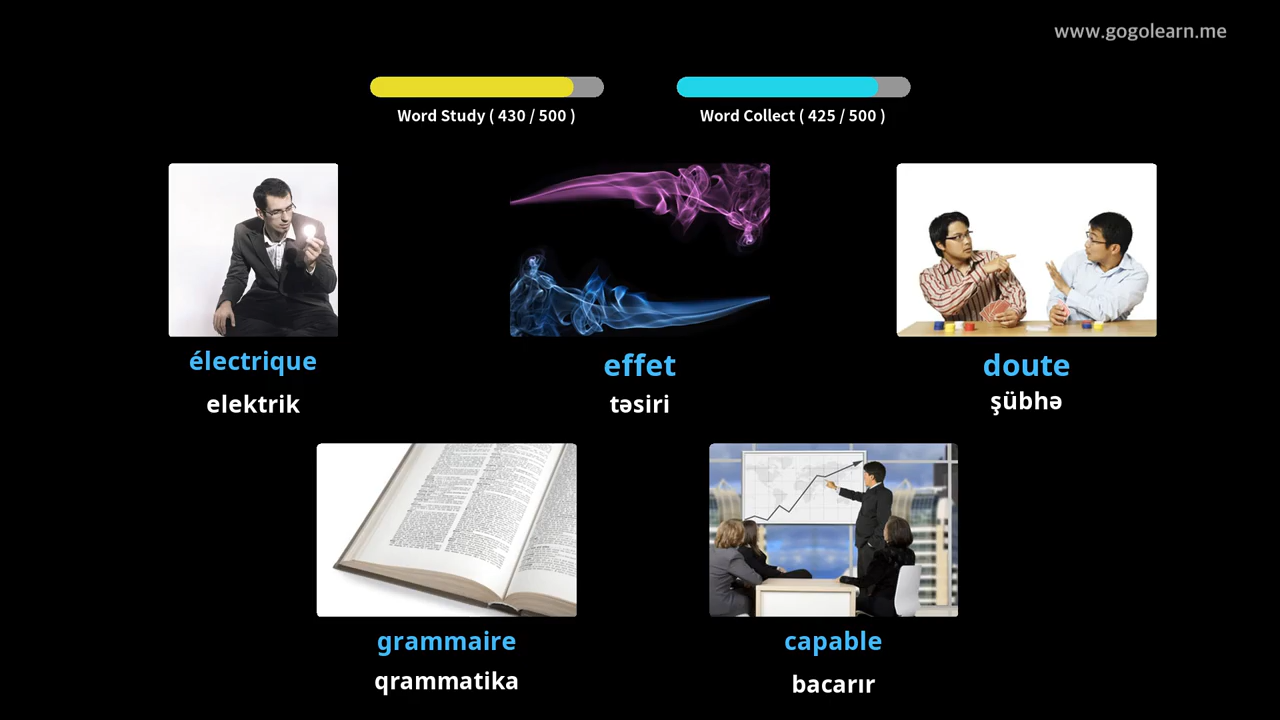 www.gogolearn.me
Word Study ( 430 / 500 )
Word Collect ( 425 / 500 )
électrique
elektrik
effet
təsiri
doute
şübhə
grammaire
qrammatika
capable
bacarır